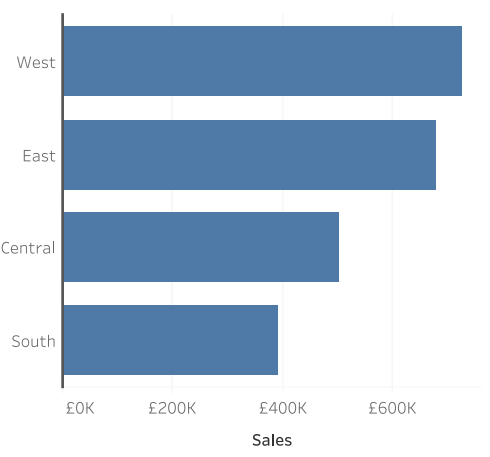 West
East
Central
South
£0K £200K £400K £600K
Sales